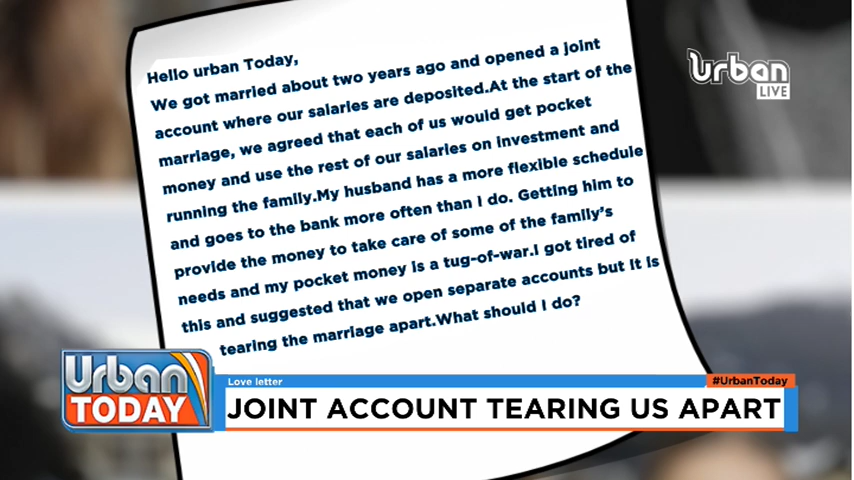 Hello urban Today,
We got married about two years ago and opened a joint
account where our salaries are deposited.At the start of the
marriage, we agreed that each of us would get pocket
money and use the rest of our salaries on investment and
running the family.My husband has a more flexible schedule
and goes to the bank more often than I do. Getting him to
provide the money to take care of some of the family's
needs and my pocket money is a tug-of-war.I got tired of
this and suggested that we open separate accounts but it is
tearing the marriage apart.What should I do?
urban
LIVE
Urban
TODAY
Love letter
#UrbanToday
JOINT ACCOUNT TEARING US APART